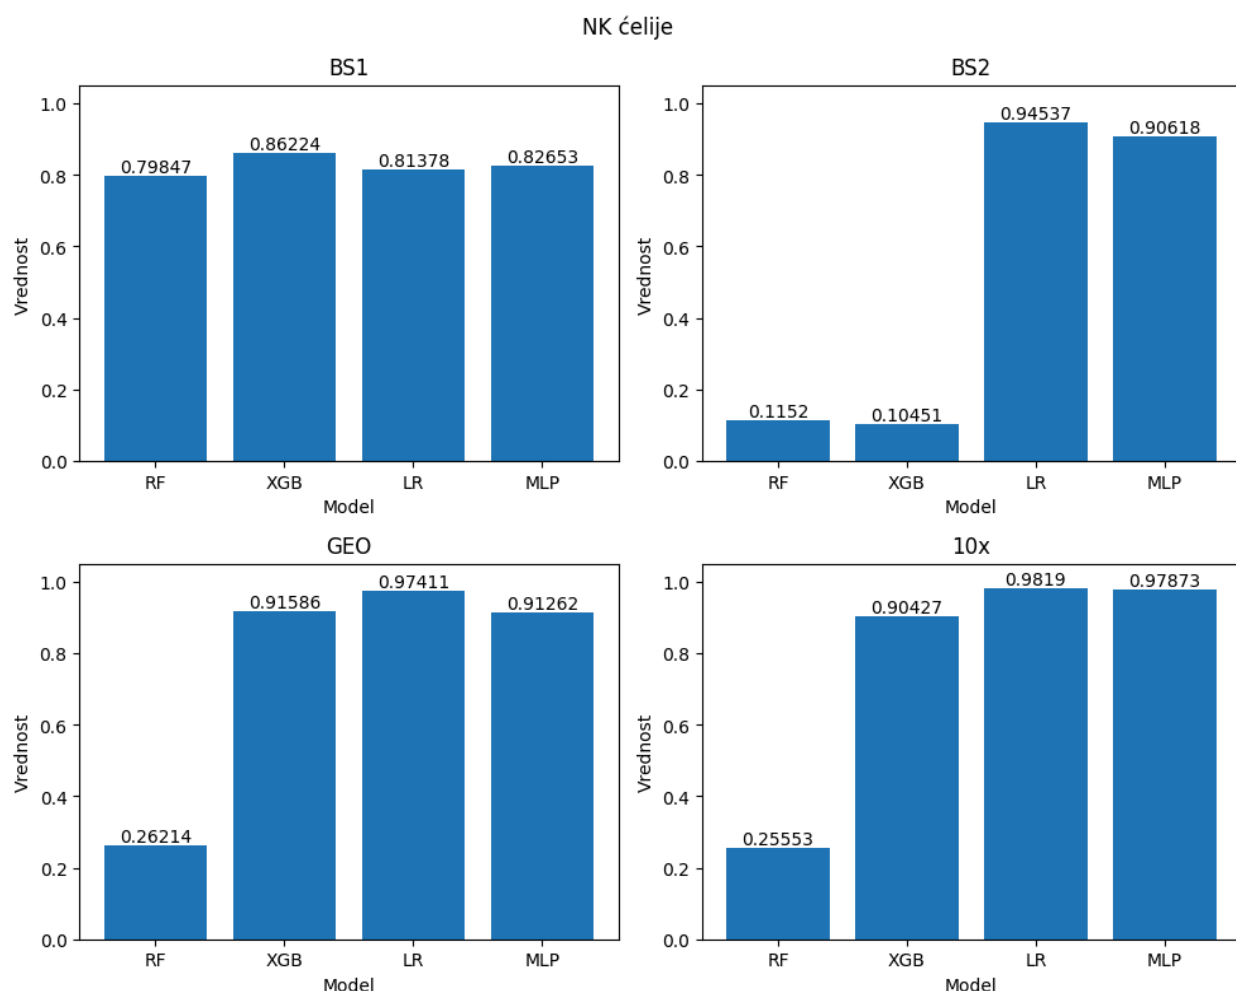 NK ćelije
BS1
1.0
0.8
0.6
0.4
0.2
0.0
Vrednost
0.79847
0.86224
0.81378
0.82653
RF XGB LR MLP
Model
BS2
1.0
0.8
0.6
0.4
0.2
0.0
Vrednost
0.1152
0.10451
0.94537
0.90618
RF XGB LR MLP
Model
GEO
1.0
0.8
0.6
0.4
0.2
0.0
Vrednost
0.26214
0.91586
0.97411
0.91262
RF XGB LR MLP
Model
10x
1.0
0.8
0.6
0.4
0.2
0.0
Vrednost
0.25553
0.90427
0.9819
0.97873
RF XGB LR MLP
Model